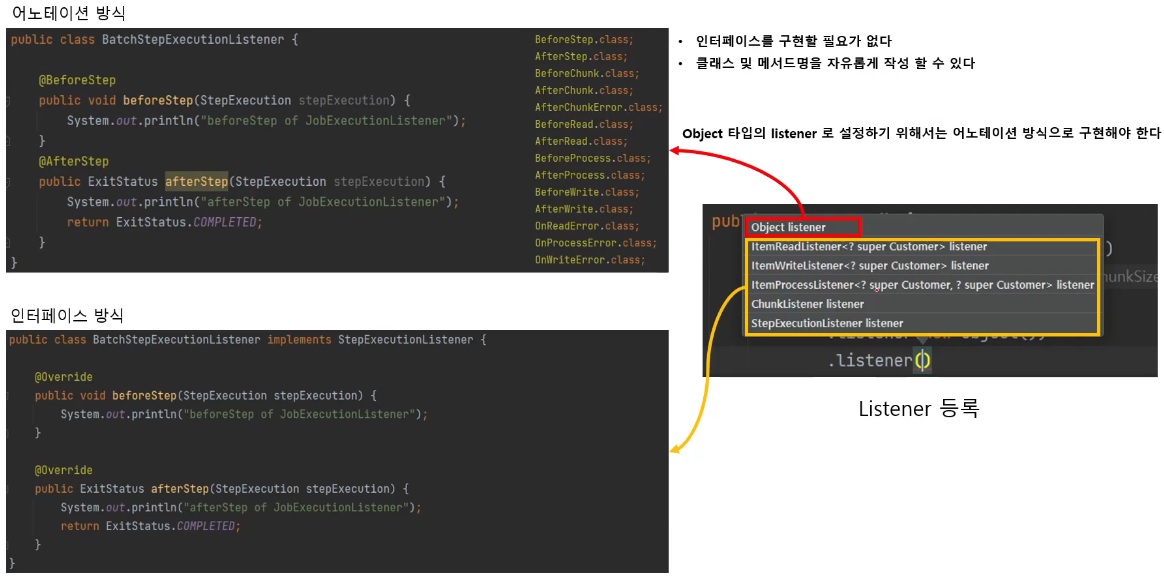 어노테이션 방식
public class BatchStepExecutionListener {
@BeforeStep
public void beforeStep(StepExecution stepExecution) {
System.out.println("beforeStep of JobExecutionListener");
}
@AfterStep
public ExitStatus afterStep(StepExecution stepExecution) {
System.out.println("afterStep of JobExecutionListener");
return ExitStatus.COMPLETED;
}
}
BeforeStep.class;
AfterStep.class;
BeforeChunk.class;
AfterChunk.class;
AfterChunkError.class;
BeforeRead.class;
AfterRead.class;
BeforeProcess.class;
AfterProcess.class;
BeforeWrite.class;
AfterWrite.class;
OnReadError.class;
OnProcessError.class;
OnWriteError.class;
• 인터페이스를 구현할 필요가 없다
• 클래스 및 메서드명을 자유롭게 작성 할 수 있다
Object 타입의 listener 로 설정하기 위해서는 어노테이션 방식으로 구현해야 한다
인터페이스 방식
public class BatchStepExecutionListener implements StepExecutionListener {
@Override
public void beforeStep(StepExecution stepExecution) {
System.out.println("beforeStep of JobExecutionListener");
}
@Override
public ExitStatus afterStep(StepExecution stepExecution) {
System.out.println("afterStep of JobExecutionListener");
return ExitStatus.COMPLETED;
}
}
Object listener
)
ItemReadListener<? super Customer> listener
ItemWriteListener<? super Customer> listener
ItemProcessListener<? super Customer, ? super Customer> listener
ChunkListener listener
StepExecutionListener listener
.listener()
Listener 등록